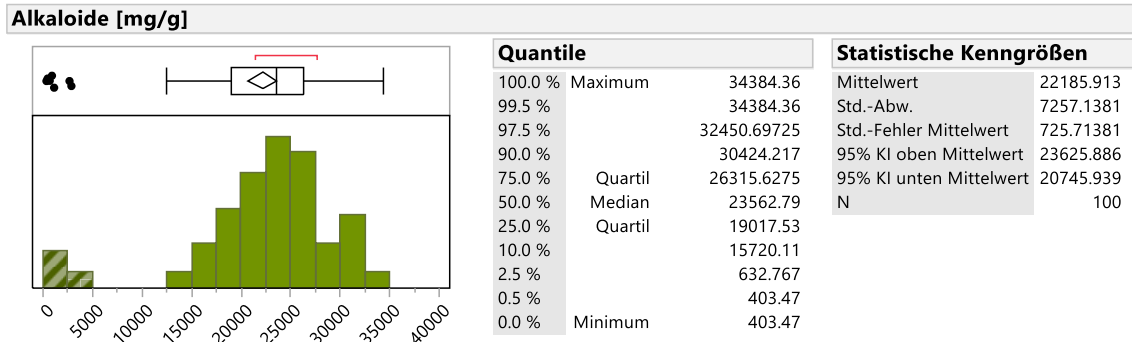 Alkaloide [mg/g]
0
5000
10000
15000
20000
25000
30000
35000
40000
Quantile
100.0 % Maximum 34384.36
99.5 % 34384.36
97.5 % 32450.69725
90.0 % 30424.217
75.0 % Quartil 26315.6275
50.0 % Median 23562.79
25.0 % Quartil 19017.53
10.0 % 15720.11
2.5 % 632.767
0.5 % 403.47
0.0 % Minimum 403.47
Statistische Kenngrößen
Mittelwert 22185.913
Std.-Abw. 7257.1381
Std.-Fehler Mittelwert 725.71381
95% KI oben Mittelwert 23625.886
95% KI unten Mittelwert 20745.939
N 100